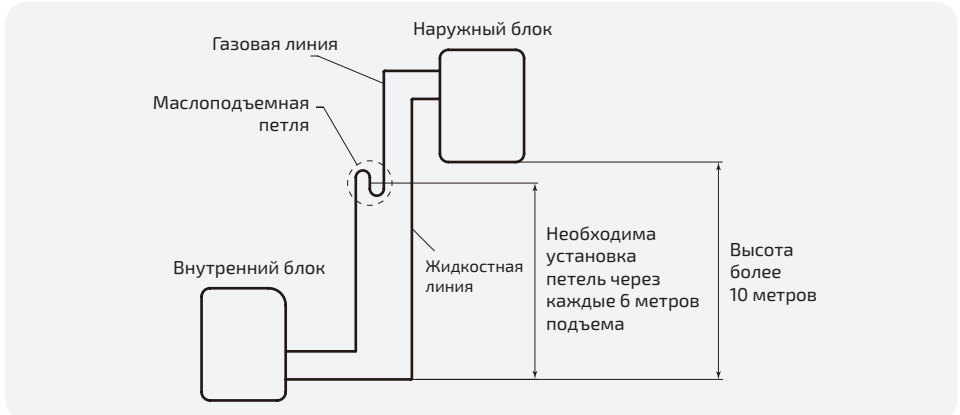 Наружный блок
Газовая линия
Маслоподъемная
петля
Внутренний блок
Жидкостная
линия
Необходима
установка
петель через
каждые 6 метров
подъема
Высота
более
10 метров